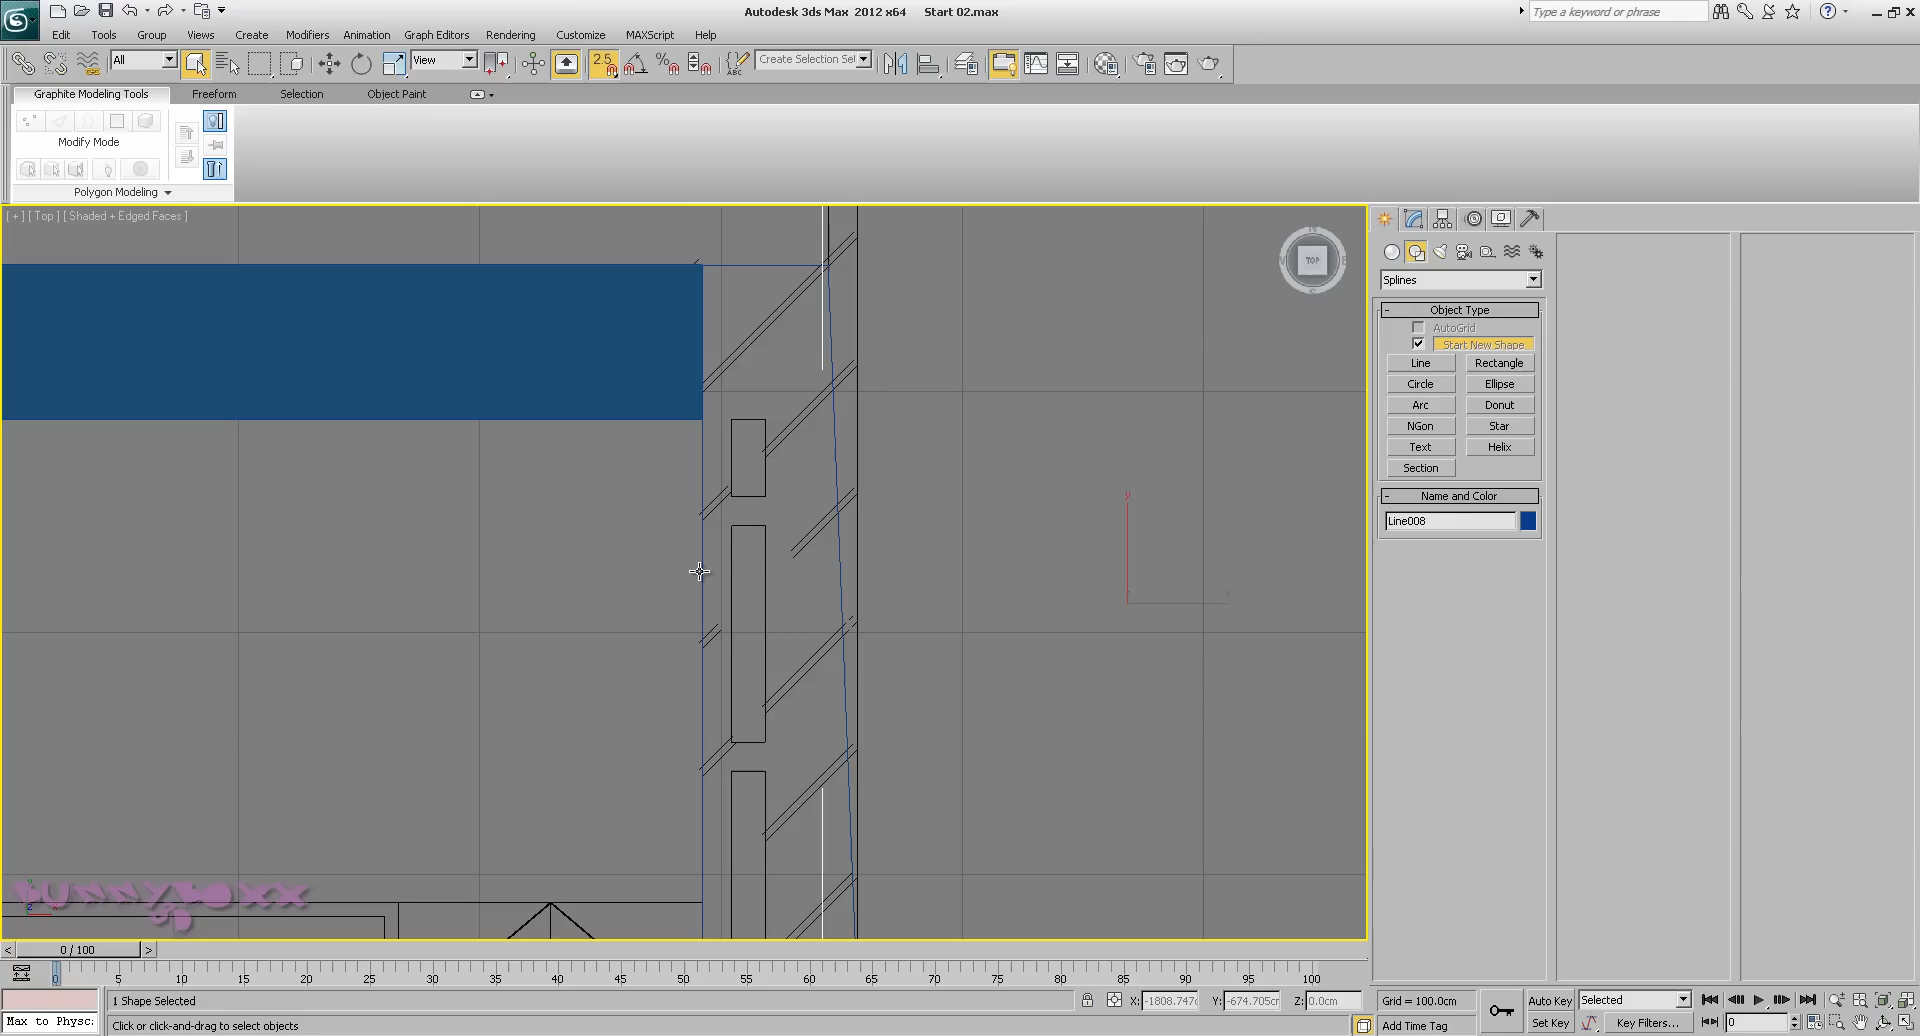 Autodesk 3ds Max 2012 x64 Start 02.max
Type a keyword or phrase
Edit Tools Group Views Create Modifiers Animation Graph Editors Rendering Customize MAXScript Help
All View 2.5 Create Selection Sel
Graphite Modeling Tools Freeform Selection Object Paint
Modify Mode
Polygon Modeling
[ + ] [ Top ] [ Shaded + Edged Faces ]
TOP
Splines
- Object Type
AutoGrid
Start New Shape
Line Rectangle
Circle Ellipse
Arc Donut
NGon Star
Text Helix
Section
- Name and Color
Line008
y
x
BUNNYBOXX
3D
< 0 / 100 >
0 5 10 15 20 25 30 35 40 45 50 55 60 65 70 75 80 85 90 95 100
1 Shape Selected X: -1808.747c Y: -674.705cr Z: 0.0cm Grid = 100.0cm Auto Key Selected
Max to Physc: Click or click-and-drag to select objects Add Time Tag Set Key Key Filters... 0